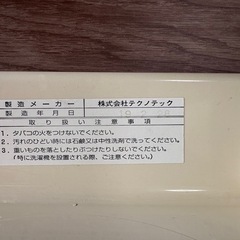 製造メーカー 株式会社テクノテック
製造年月日
取り扱い注意事項
1．タバコの火をつけないでください。
2．汚れのひどい時には石鹸又は中性洗剤で洗ってください。
3．重いものを落としたりぶつけたりしないでください。
（特に洗濯機を設置される際、ご注意ください。）